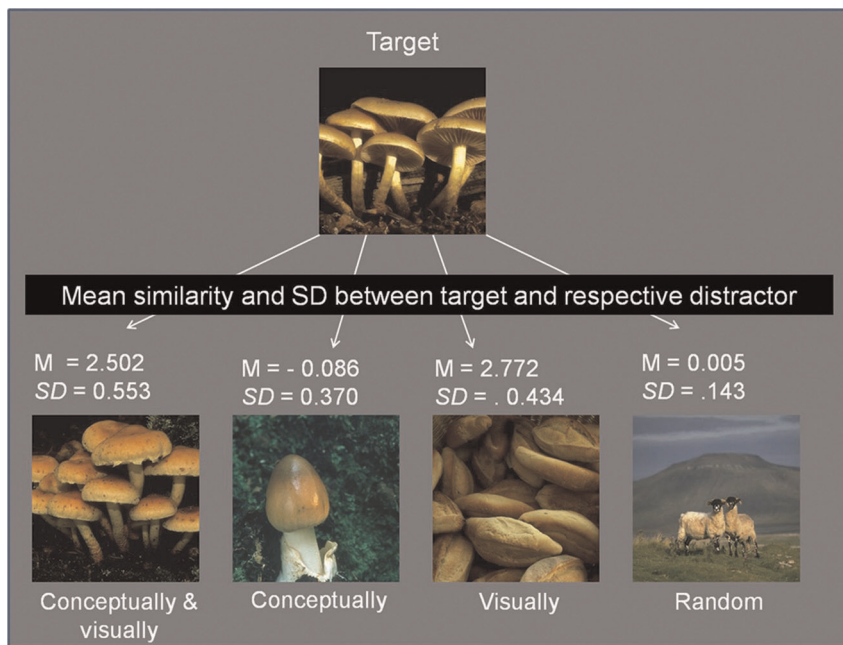 Target
Mean similarity and SD between target and respective distractor
M = 2.502
SD = 0.553
M = - 0.086
SD = 0.370
M = 2.772
SD = . 0.434
M = 0.005
SD = .143
Conceptually &
visually
Conceptually
Visually
Random